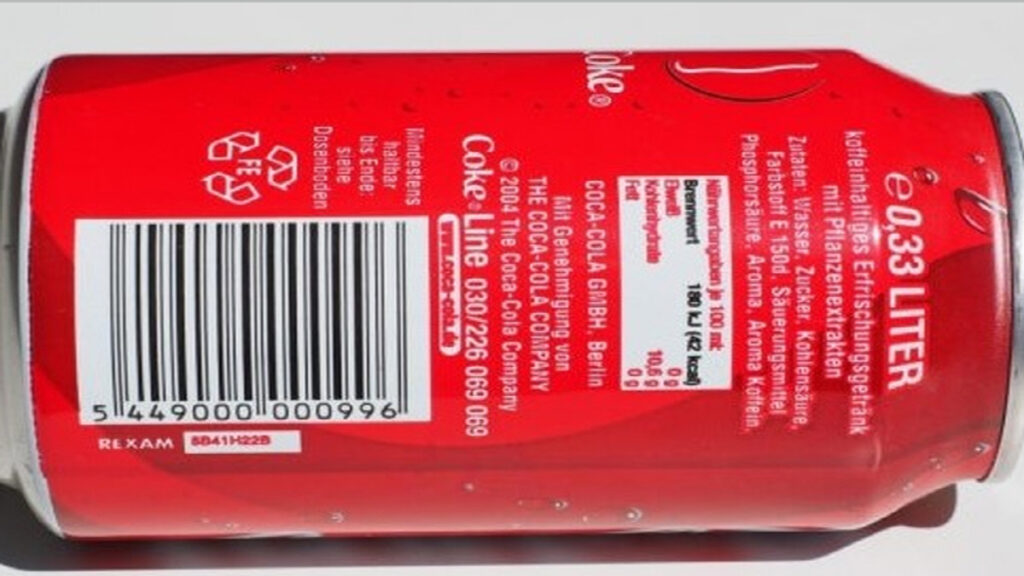 Coke®
e 0,33 LITER
koffeinhaltiges Erfrischungsgetränk
mit Pflanzenextrakten
Zutaten: Wasser, Zucker, Kohlensäure,
Farbstoff E 150d, Säuerungsmittel
Phosphorsäure, Aroma, Aroma Koffein.
Nährwertangaben je 100 ml:
Brennwert 180 kJ (42 kcal)
Eiweiß 0 g
Kohlenhydrate 10,6 g
Fett 0 g
COCA-COLA GMBH, Berlin
Mit Genehmigung von
THE COCA-COLA COMPANY
© 2004 The Coca-Cola Company
Coke® Line 030/226 069 069
www.coca-cola.de
Mindestens
haltbar
bis Ende:
siehe
Dosenboden
FE
5 449000 000996
REXAM 5B41H22B